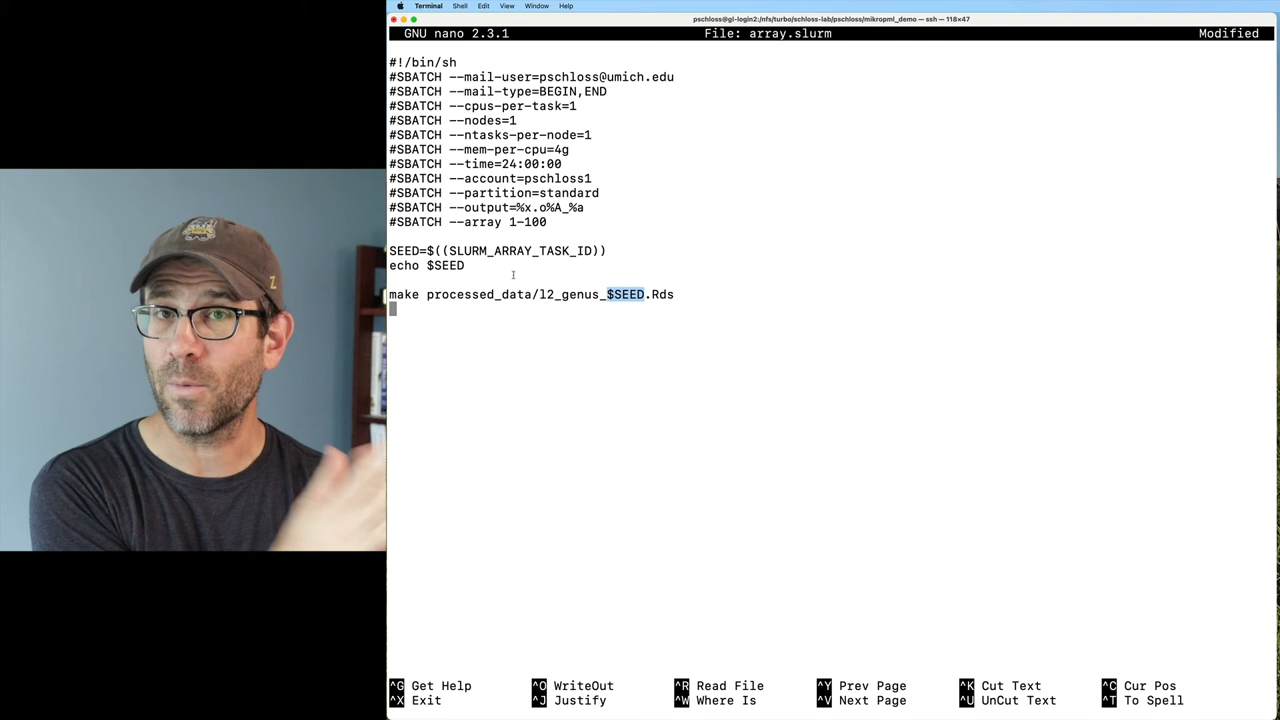 Terminal Shell Edit View Window Help
pschloss@gl-login2:/nfs/turbo/schloss-lab/pschloss/mikropml_demo — ssh — 118×47
GNU nano 2.3.1 File: array.slurm Modified
#!/bin/sh
#SBATCH --mail-user=pschloss@umich.edu
#SBATCH --mail-type=BEGIN,END
#SBATCH --cpus-per-task=1
#SBATCH --nodes=1
#SBATCH --ntasks-per-node=1
#SBATCH --mem-per-cpu=4g
#SBATCH --time=24:00:00
#SBATCH --account=pschloss1
#SBATCH --partition=standard
#SBATCH --output=%x.o%A_%a
#SBATCH --array 1-100
SEED=$((SLURM_ARRAY_TASK_ID))
echo $SEED
make processed_data/l2_genus_$SEED.Rds
^G Get Help ^O WriteOut ^R Read File ^Y Prev Page ^K Cut Text ^C Cur Pos
^X Exit ^J Justify ^W Where Is ^V Next Page ^U UnCut Text ^T To Spell